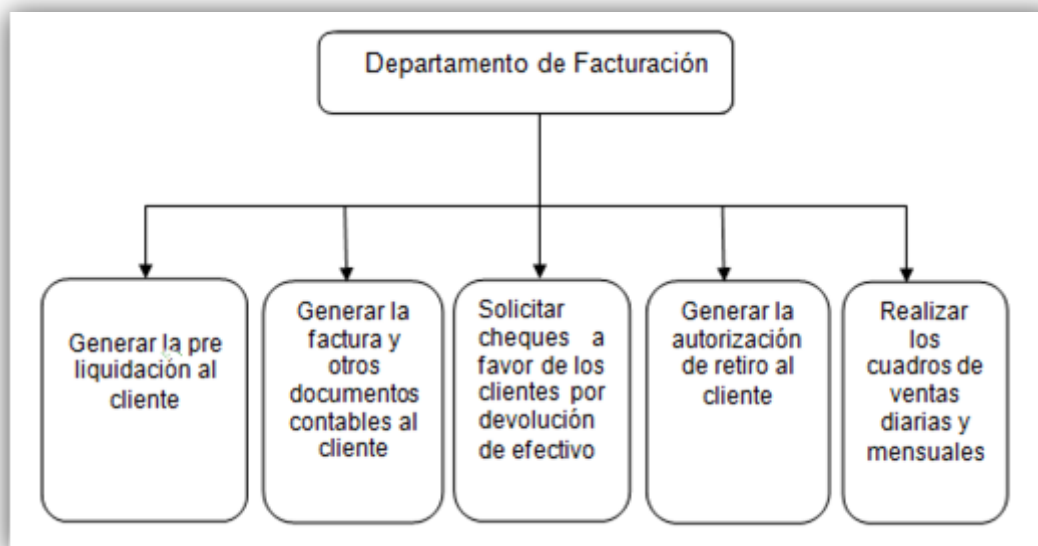 Departamento de Facturación
Generar la pre
liquidación al
cliente
Generar la
factura y
otros
documentos
contables al
cliente
Solicitar
cheques a
favor de los
clientes por
devolución
de efectivo
Generar la
autorización
de retiro al
cliente
Realizar
los
cuadros de
ventas
diarias y
mensuales